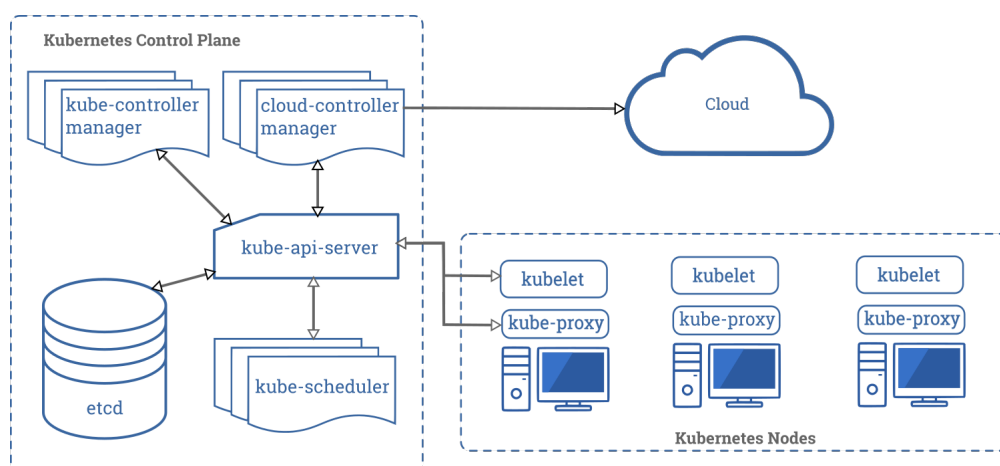 Kubernetes Control Plane
kube-controller
manager
cloud-controller
manager
Cloud
kube-api-server
kubelet
kubelet
kubelet
kube-proxy
kube-proxy
kube-proxy
kube-scheduler
etcd
Kubernetes Nodes